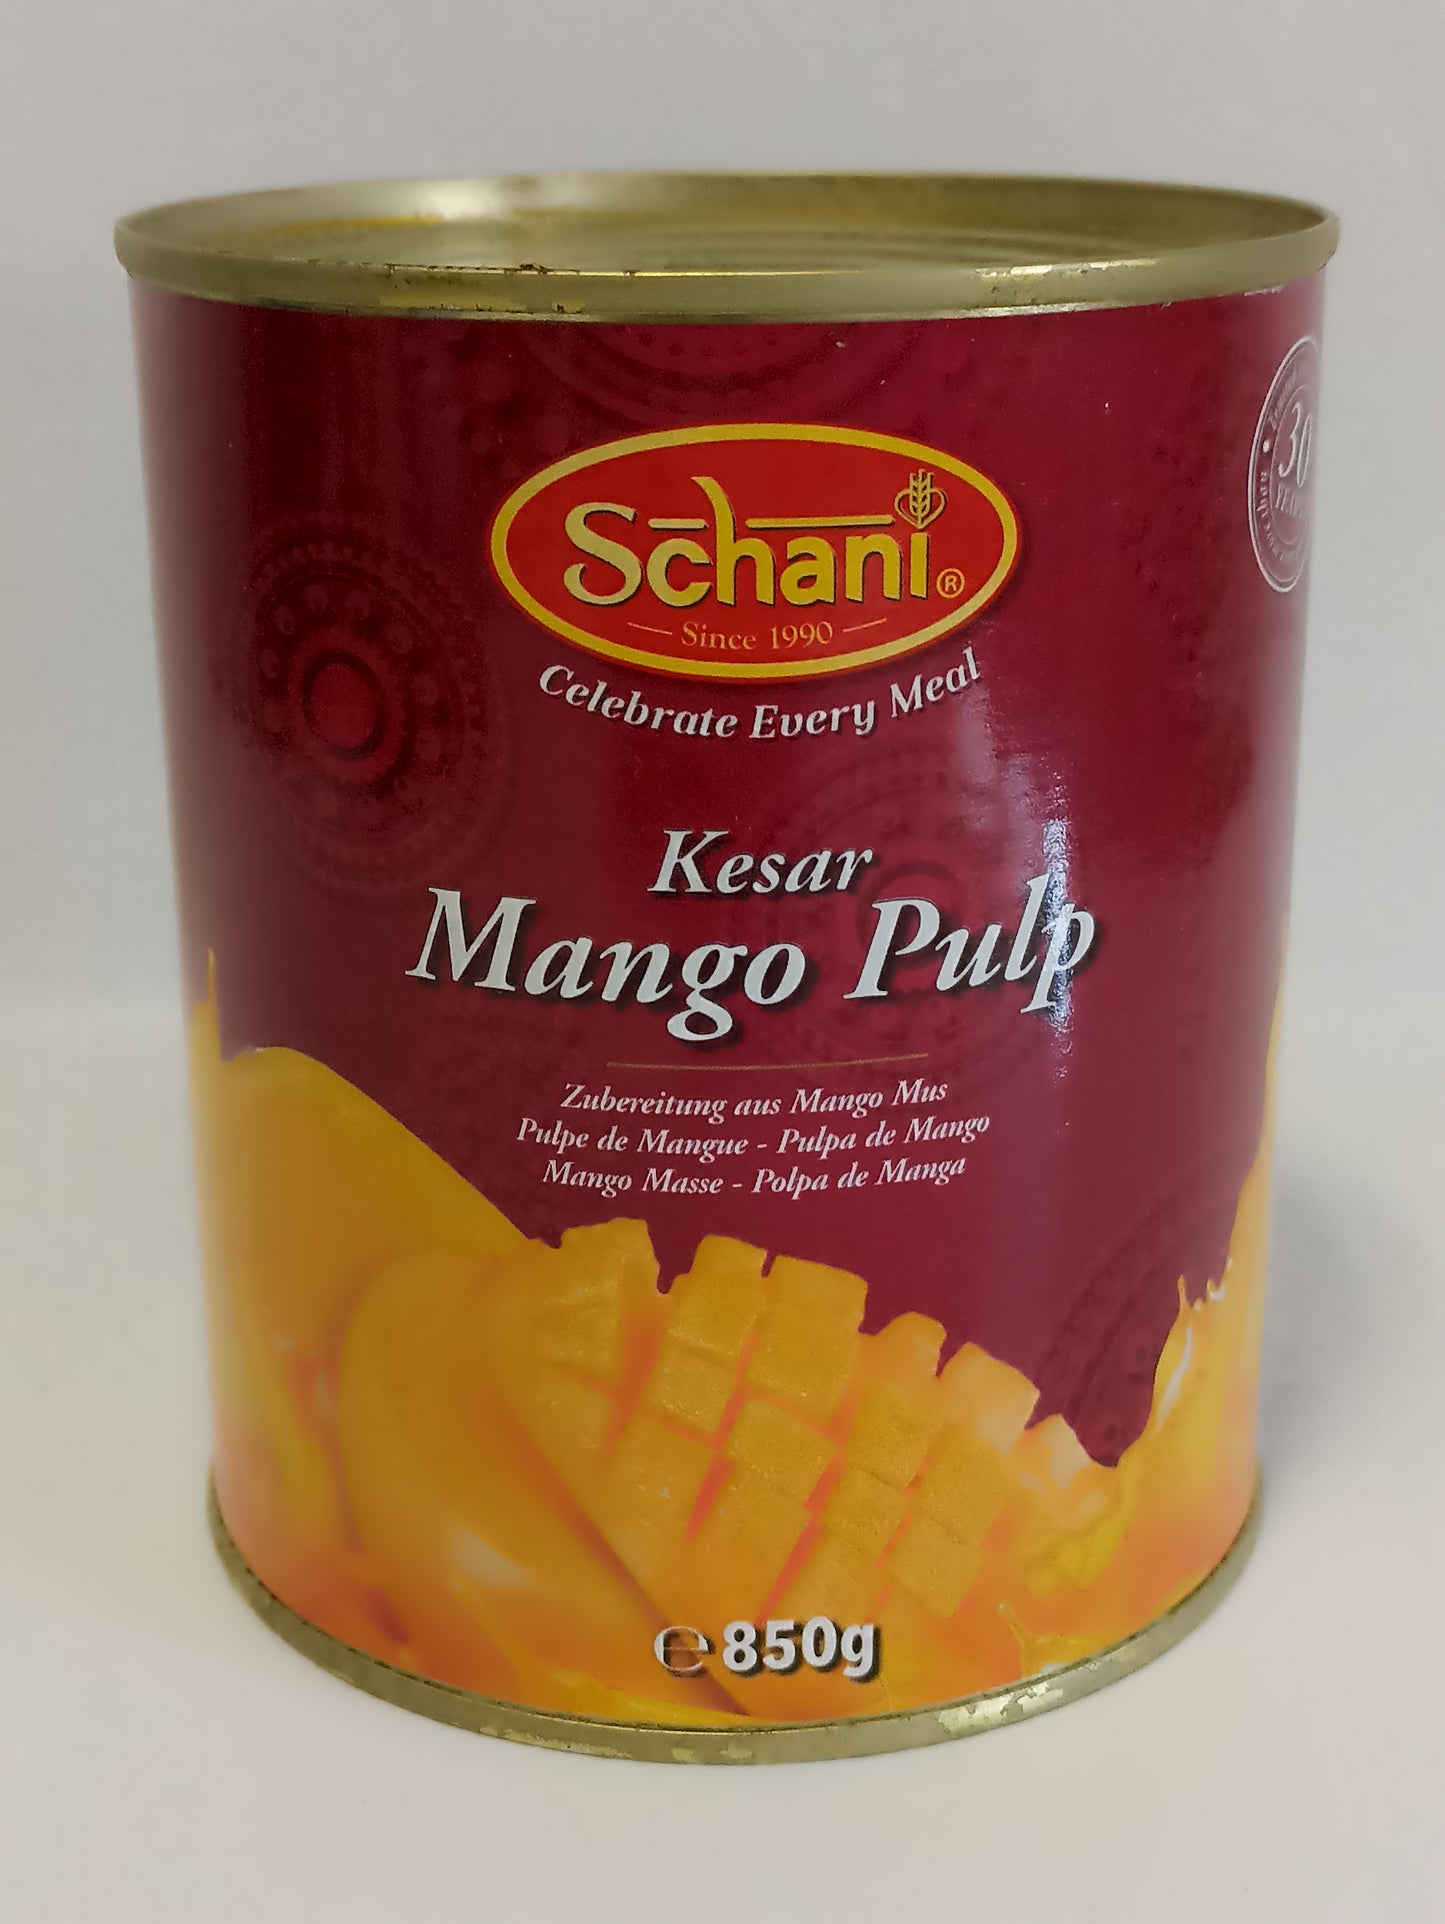 Schani®
Since 1990
Celebrate Every Meal
30
Kesar
Mango Pulp
Zubereitung aus Mango Mus
Pulpe de Mangue - Pulpa de Mango
Mango Masse - Polpa de Manga
℮850g